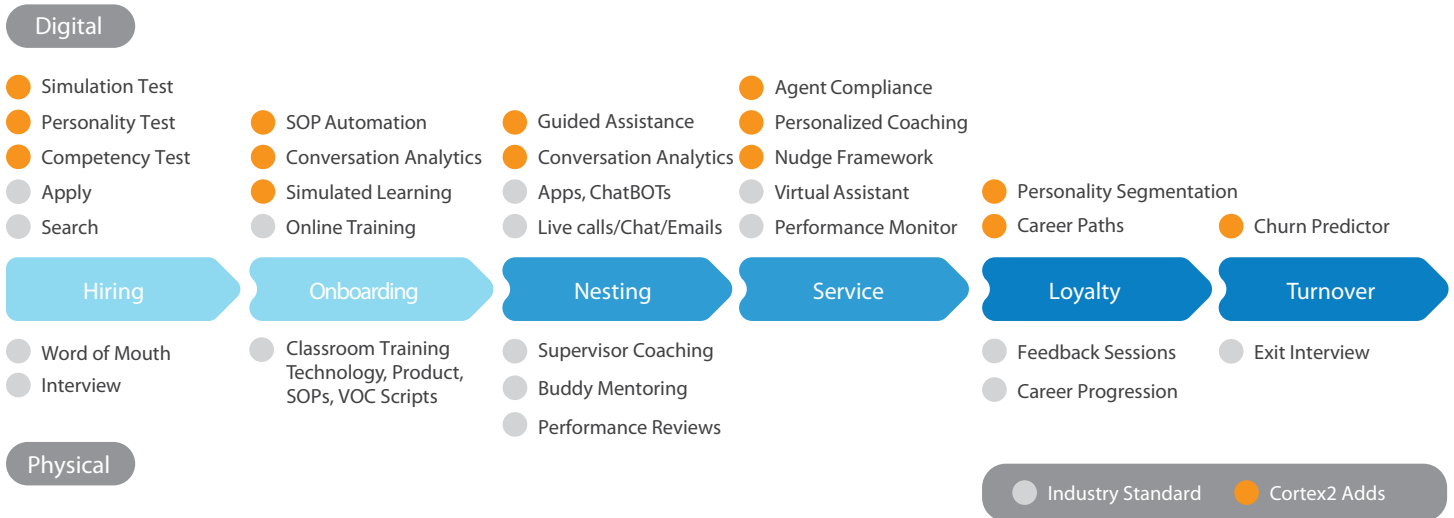 Digital
Simulation Test
Personality Test
Competency Test
Apply
Search
SOP Automation
Conversation Analytics
Simulated Learning
Online Training
Guided Assistance
Conversation Analytics
Apps, ChatBOTs
Live calls/Chat/Emails
Agent Compliance
Personalized Coaching
Nudge Framework
Virtual Assistant
Performance Monitor
Personality Segmentation
Career Paths
Churn Predictor
Hiring
Onboarding
Nesting
Service
Loyalty
Turnover
Word of Mouth
Interview
Classroom Training
Technology, Product,
SOPs, VOC Scripts
Supervisor Coaching
Buddy Mentoring
Performance Reviews
Feedback Sessions
Career Progression
Exit Interview
Physical
Industry Standard
Cortex2 Adds